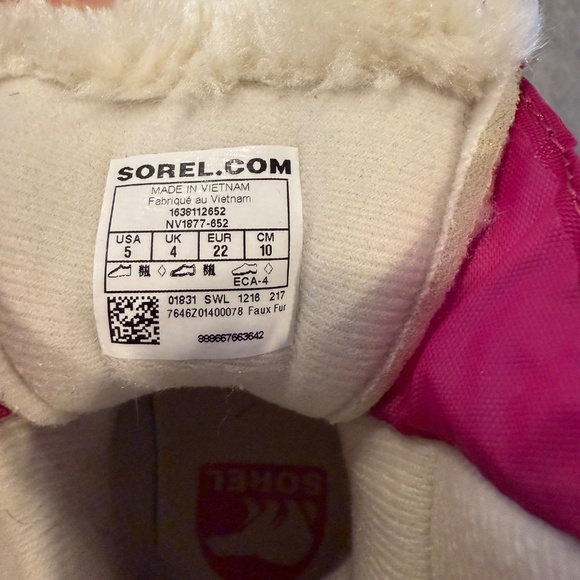 SOREL.COM
MADE IN VIETNAM
Fabriqué au Vietnam
1638112652
NV1877-652
USA UK EUR CM
5 4 22 10
ECA-4
01831 SWL 1216 217
7646Z01400078 Faux Fur
888667663642
SOREL